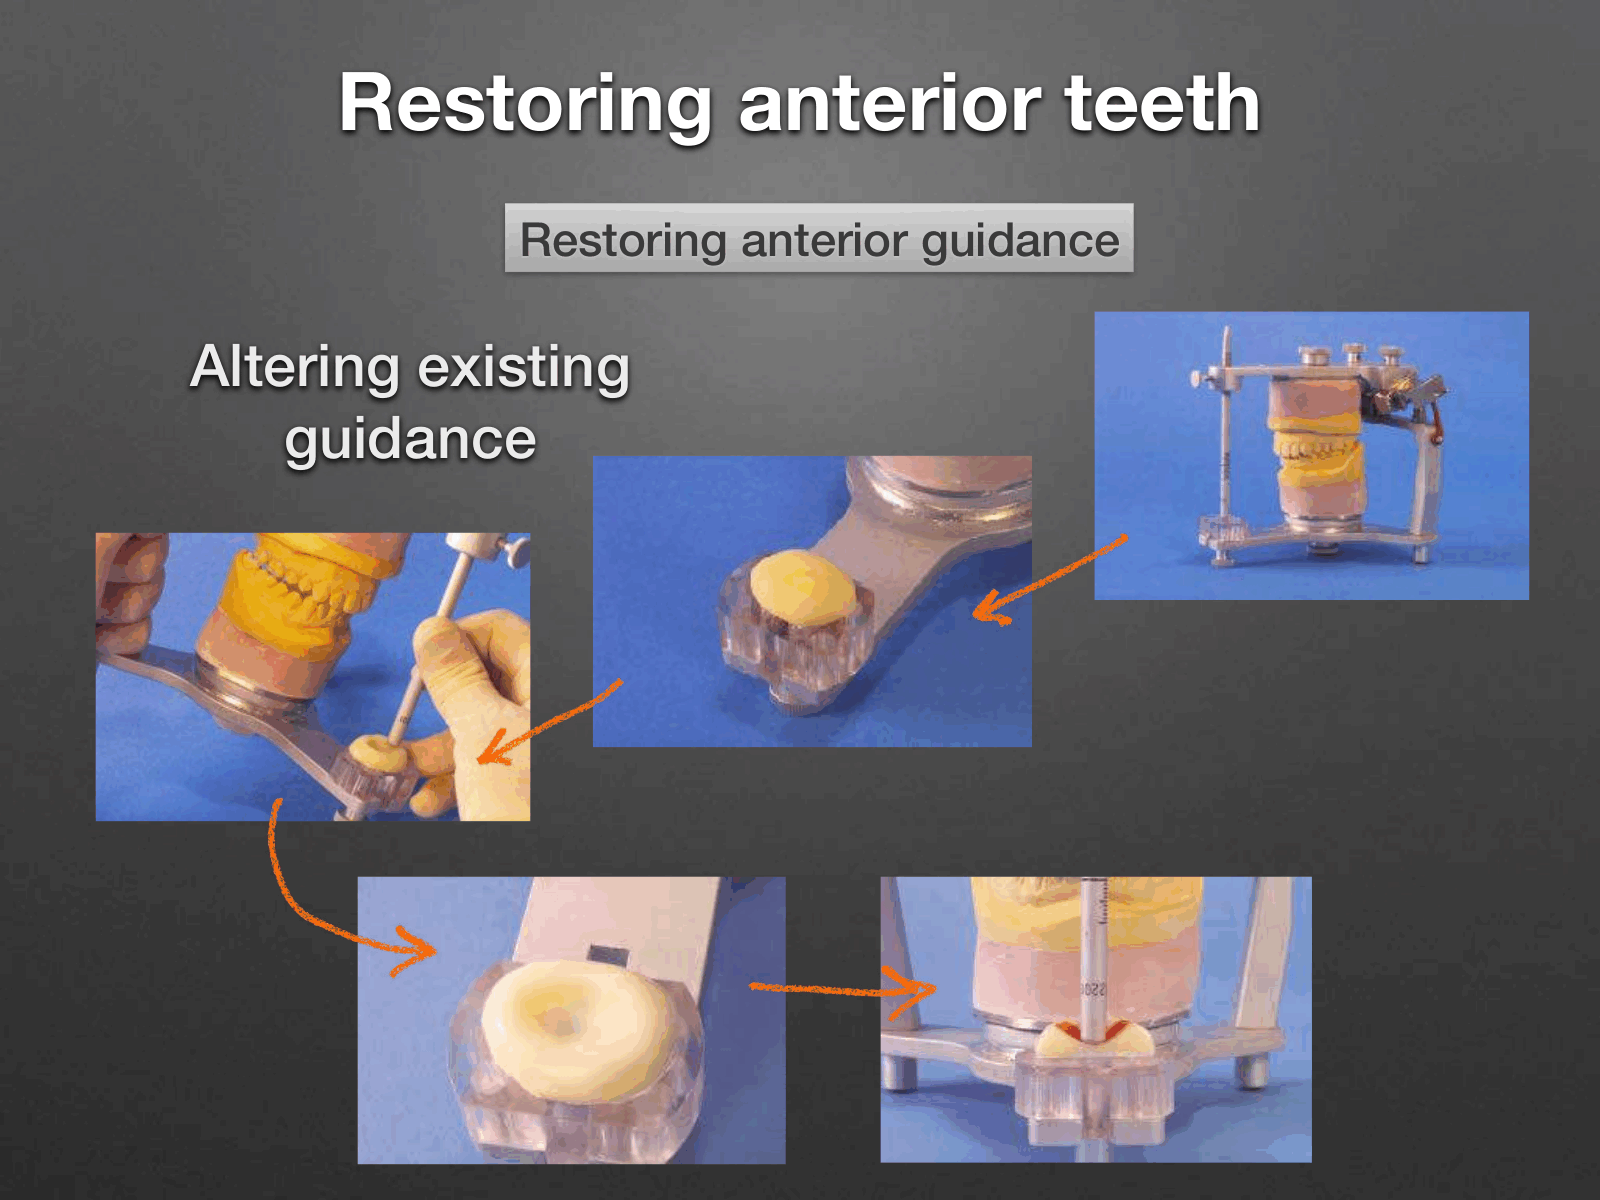 Restoring anterior teeth
Restoring anterior guidance
Altering existing
guidance